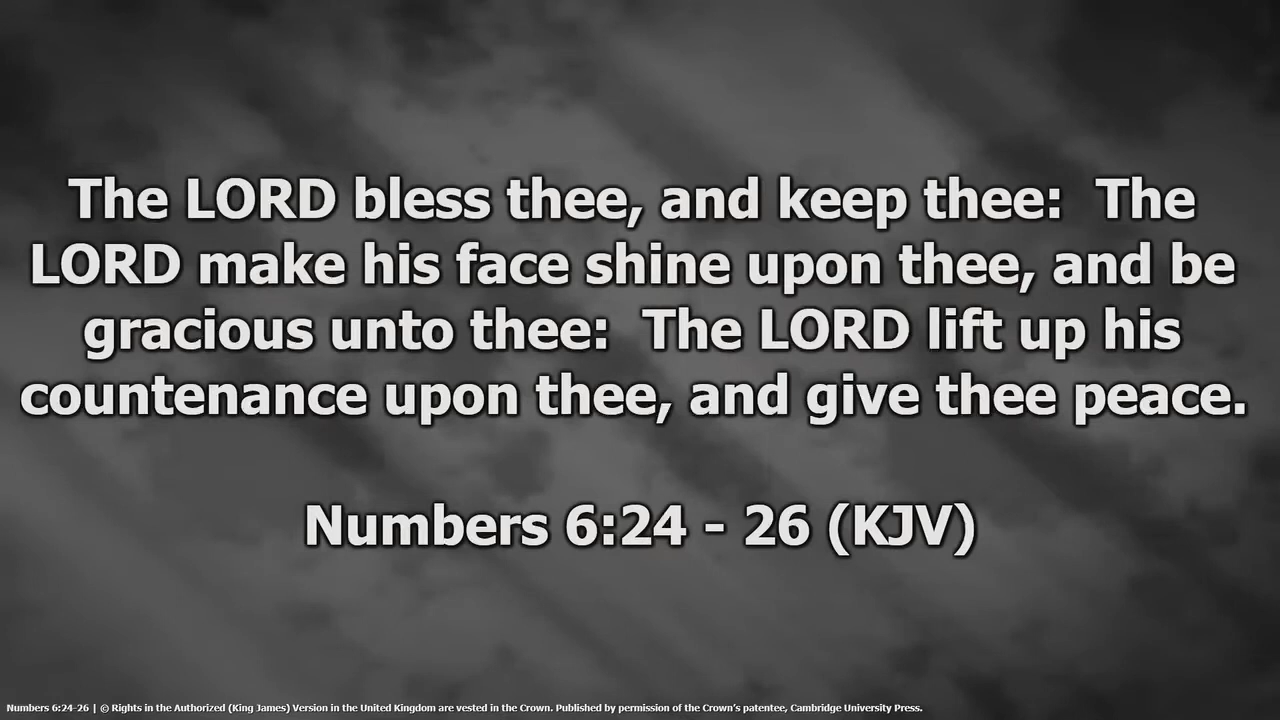 The LORD bless thee, and keep thee:  The
LORD make his face shine upon thee, and be
gracious unto thee:  The LORD lift up his
countenance upon thee, and give thee peace.
Numbers 6:24 - 26 (KJV)
Numbers 6:24-26 | © Rights in the Authorized (King James) Version in the United Kingdom are vested in the Crown. Published by permission of the Crown’s patentee, Cambridge University Press.